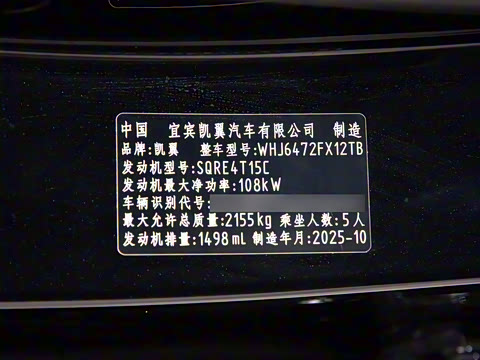 中国 宜宾凯翼汽车有限公司 制造
品牌:凯翼 整车型号:WHJ6472FX12TB
发动机型号:SQRE4T15C
发动机最大净功率:108kW
车辆识别代号:
最大允许总质量:2155kg 乘坐人数:5人
发动机排量:1498mL 制造年月:2025-10